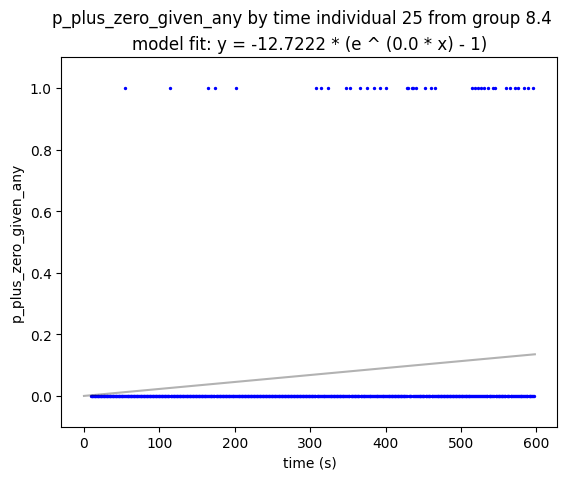 p_plus_zero_given_any by time individual 25 from group 8.4
model fit: y = -12.7222 * (e ^ (0.0 * x) - 1)
1.0
0.8
0.6
0.4
0.2
0.0
p_plus_zero_given_any
0 100 200 300 400 500 600
time (s)